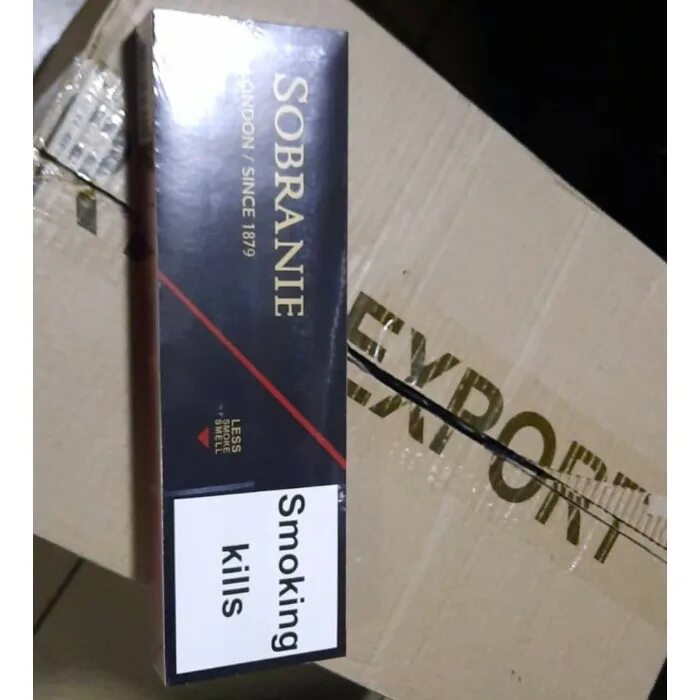 SOBRANIE
LONDON / SINCE 1879
LESS
SMOKE
SMELL
Smoking
kills
EXPORT